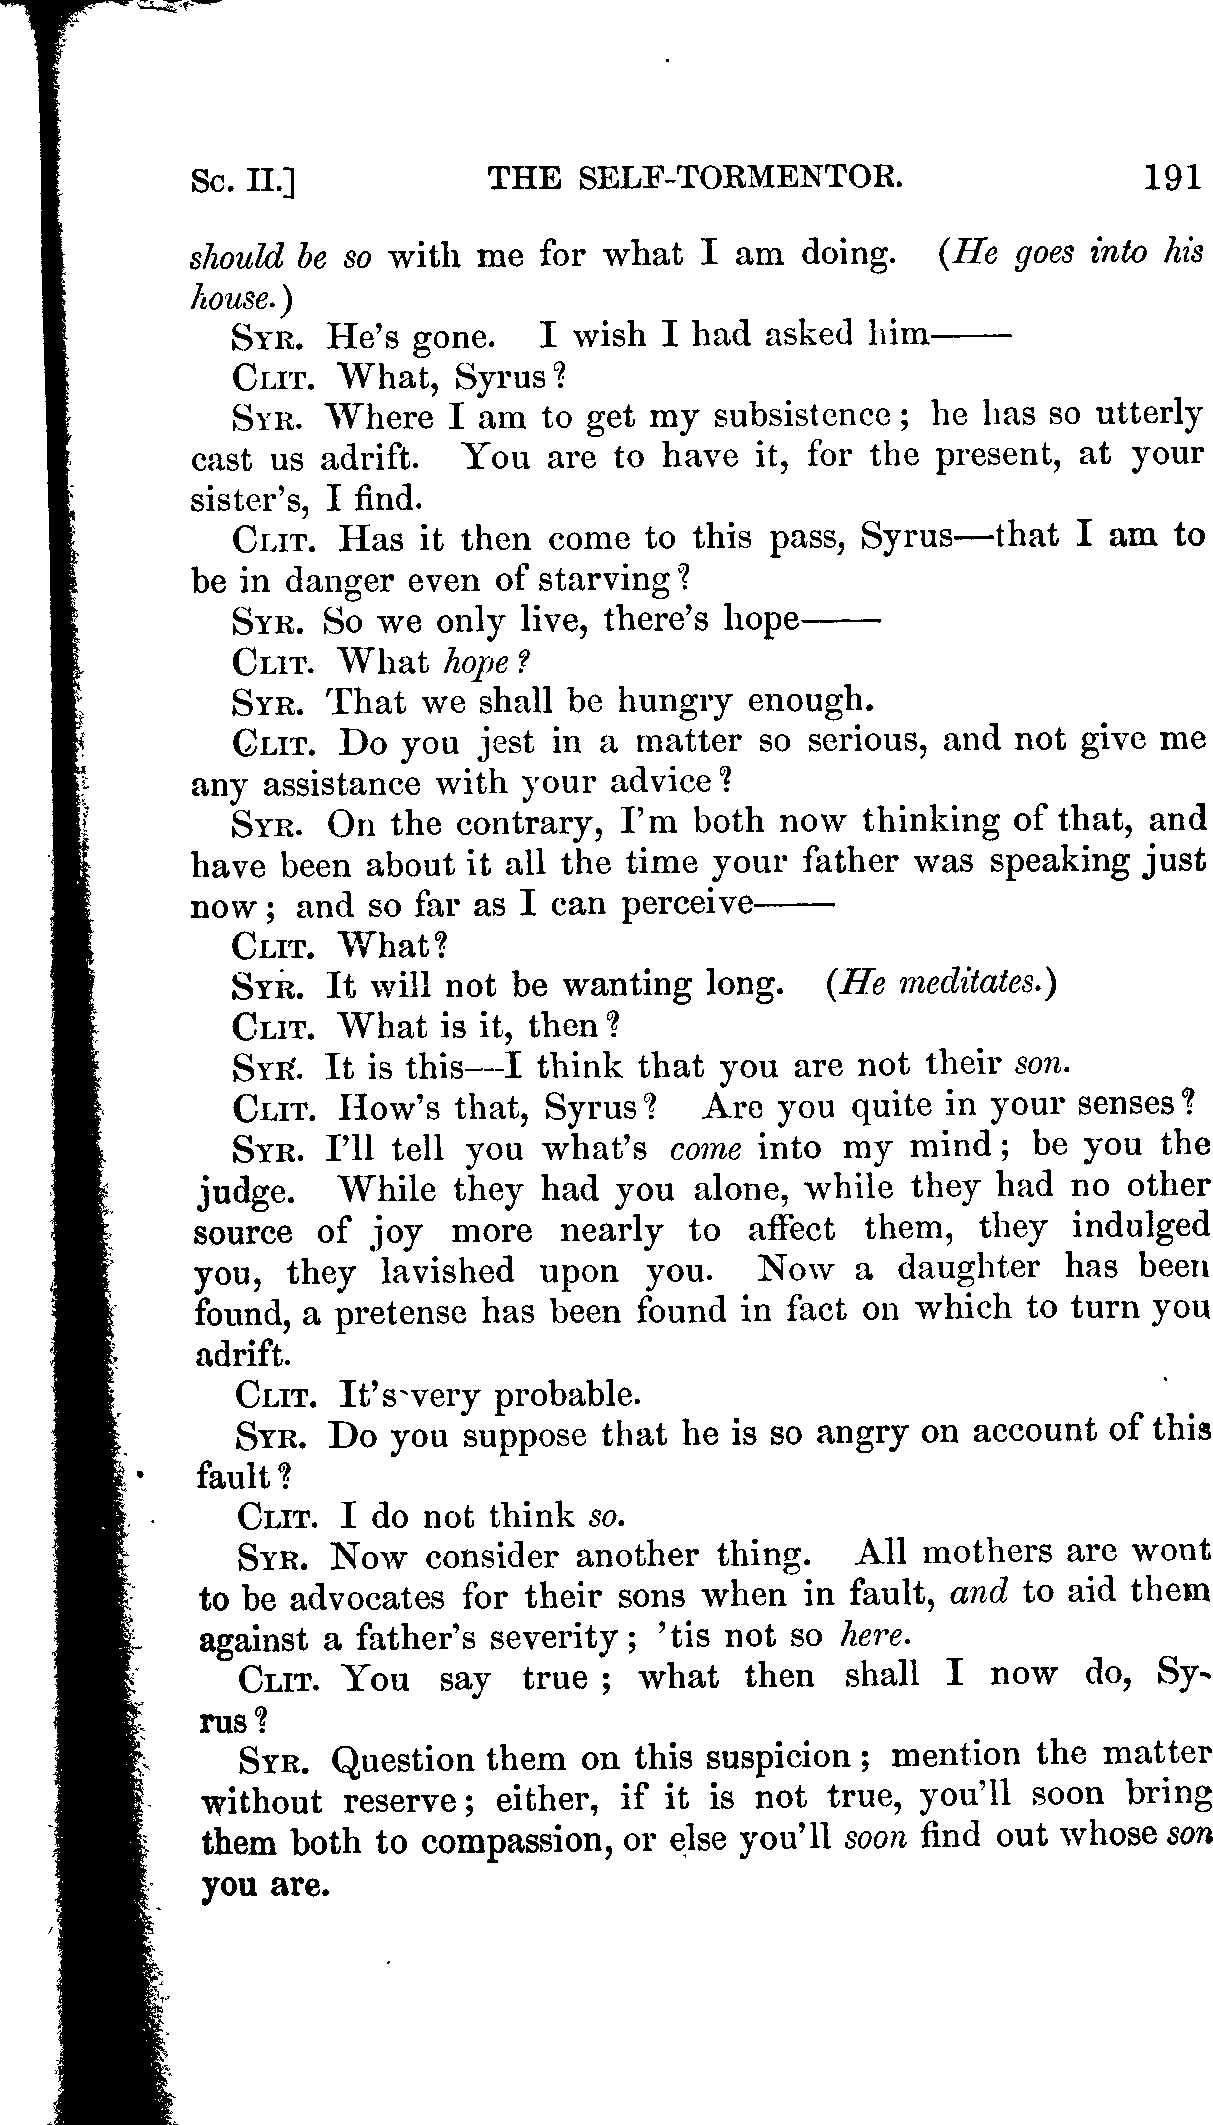 Sc. II.] THE SELF-TORMENTOR. 191
should be so with me for what I am doing. (He goes into his
house.)
Syr. He's gone. I wish I had asked him——
Clit. What, Syrus?
Syr. Where I am to get my subsistence; he has so utterly
cast us adrift. You are to have it, for the present, at your
sister's, I find.
Clit. Has it then come to this pass, Syrus—that I am to
be in danger even of starving?
Syr. So we only live, there's hope——
Clit. What hope?
Syr. That we shall be hungry enough.
Clit. Do you jest in a matter so serious, and not give me
any assistance with your advice?
Syr. On the contrary, I'm both now thinking of that, and
have been about it all the time your father was speaking just
now; and so far as I can perceive——
Clit. What?
Syr. It will not be wanting long. (He meditates.)
Clit. What is it, then?
Syr. It is this—I think that you are not their son.
Clit. How's that, Syrus? Are you quite in your senses?
Syr. I'll tell you what's come into my mind; be you the
judge. While they had you alone, while they had no other
source of joy more nearly to affect them, they indulged
you, they lavished upon you. Now a daughter has been
found, a pretense has been found in fact on which to turn you
adrift.
Clit. It's very probable.
Syr. Do you suppose that he is so angry on account of this
fault?
Clit. I do not think so.
Syr. Now consider another thing. All mothers are wont
to be advocates for their sons when in fault, and to aid them
against a father's severity; 'tis not so here.
Clit. You say true; what then shall I now do, Sy-
rus?
Syr. Question them on this suspicion; mention the matter
without reserve; either, if it is not true, you'll soon bring
them both to compassion, or else you'll soon find out whose son
you are.